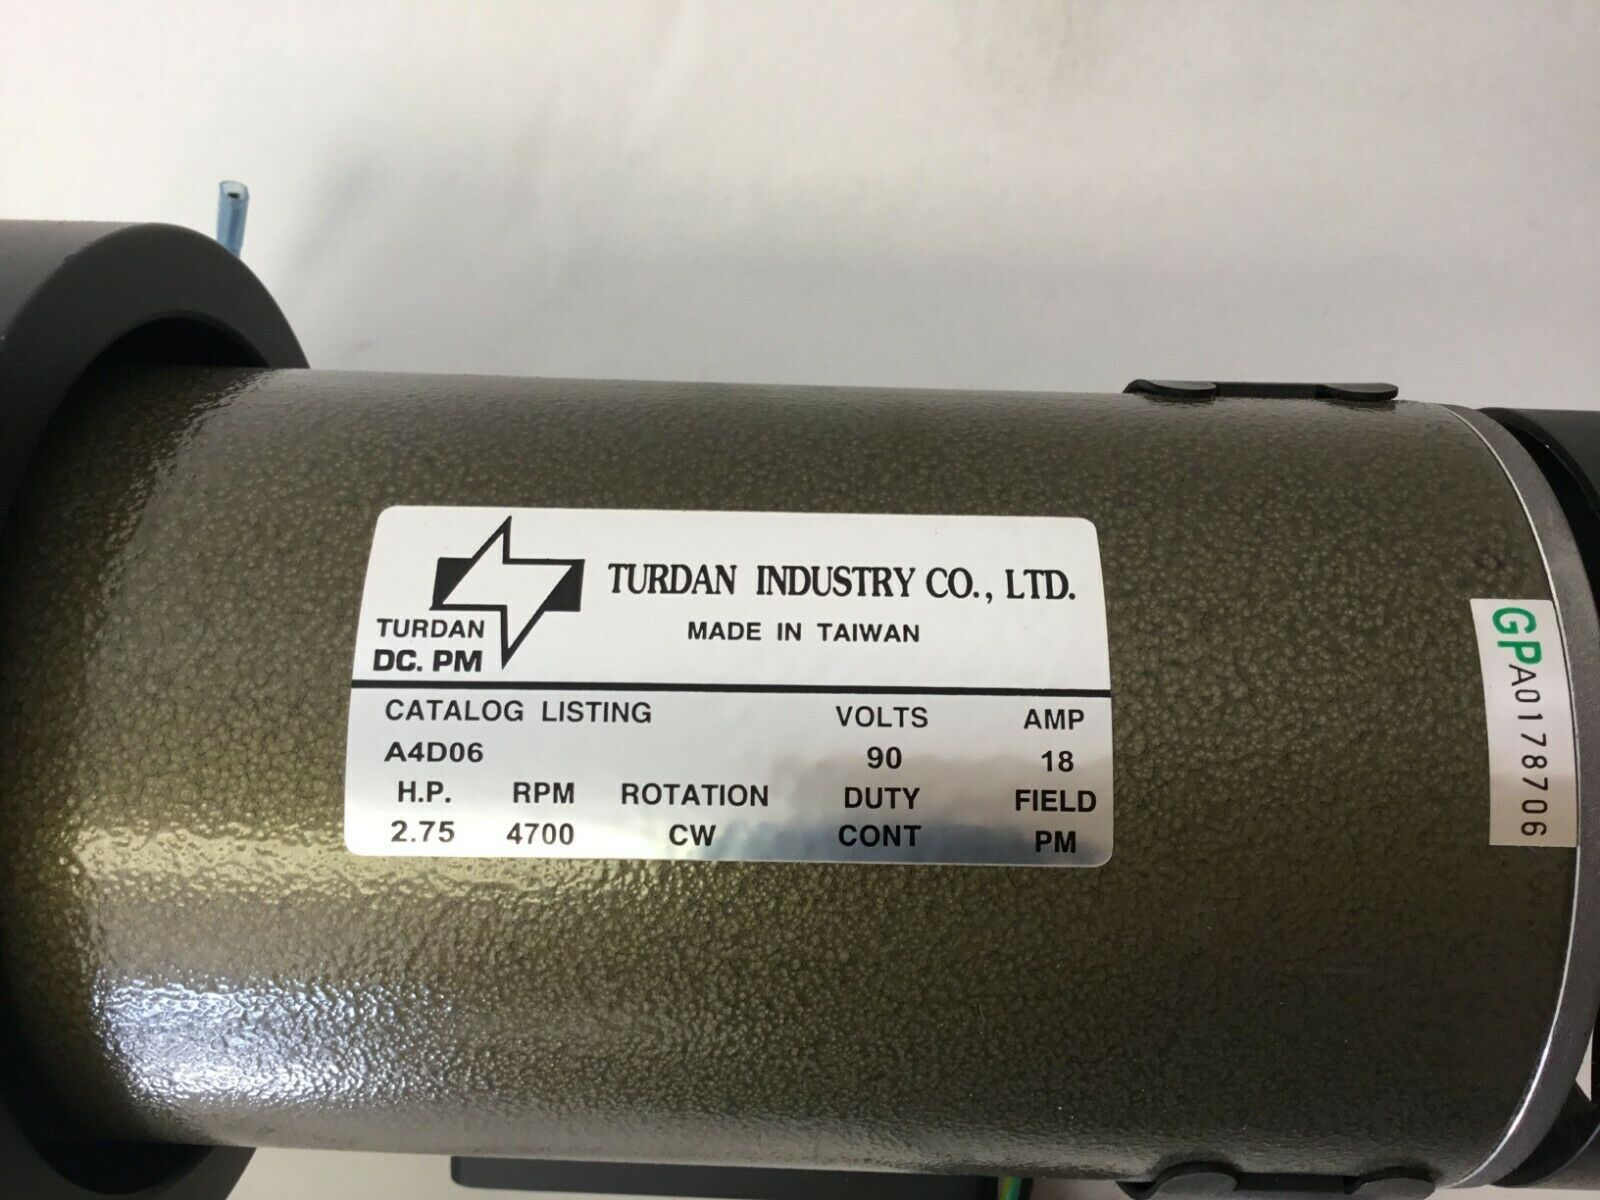 TURDAN INDUSTRY CO., LTD.
TURDAN
DC. PM
MADE IN TAIWAN
CATALOG LISTING VOLTS AMP
A4D06 90 18
H.P. RPM ROTATION DUTY FIELD
2.75 4700 CW CONT PM
GPA0178706